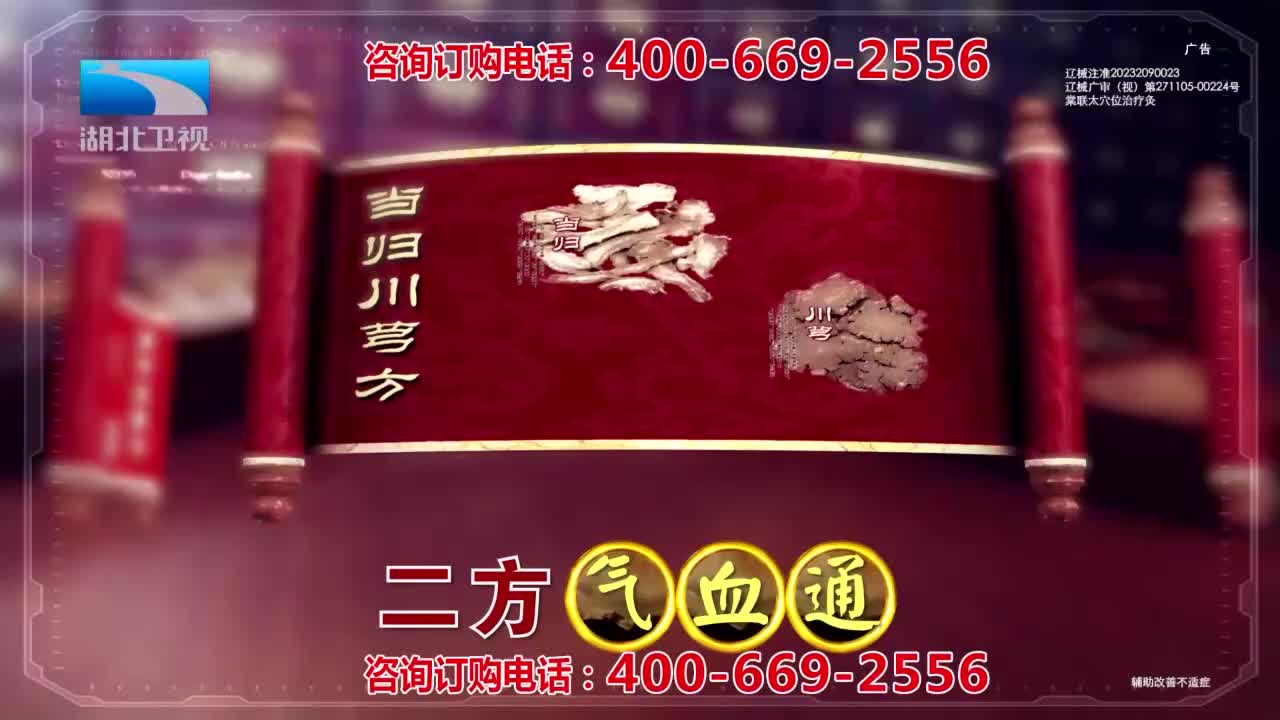 咨询订购电话：400-669-2556
广告
湖北卫视
辽械注准20232090023
辽械广审（视）第271105-00224号
棠联太穴位治疗灸
当归川芎方
当归
川芎
二方气血通
咨询订购电话：400-669-2556
辅助改善不适症